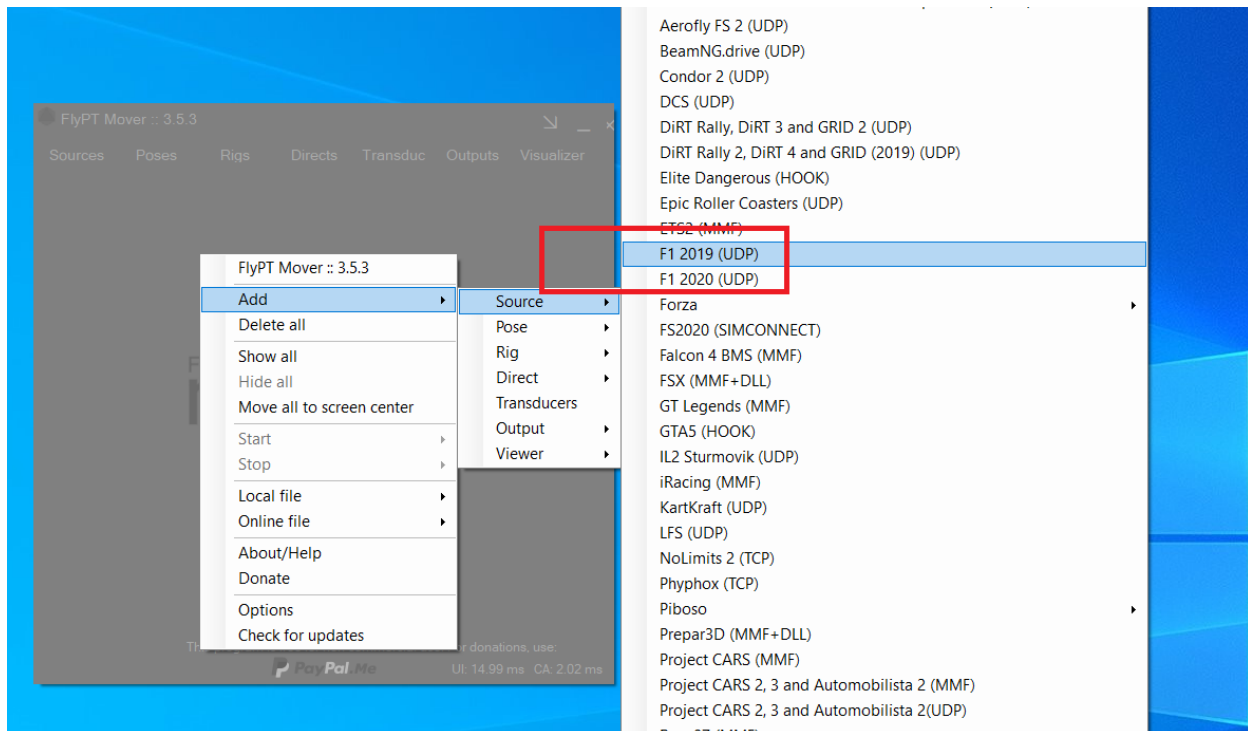 FlyPT Mover :: 3.5.3
Sources Poses Rigs Directs Transduc Outputs Visualizer
FlyPT Mover :: 3.5.3
Add
Delete all
Show all
Hide all
Move all to screen center
Start
Stop
Local file
Online file
About/Help
Donate
Options
Check for updates
Source
Pose
Rig
Direct
Transducers
Output
Viewer
Aerofly FS 2 (UDP)
BeamNG.drive (UDP)
Condor 2 (UDP)
DCS (UDP)
DiRT Rally, DiRT 3 and GRID 2 (UDP)
DiRT Rally 2, DiRT 4 and GRID (2019) (UDP)
Elite Dangerous (HOOK)
Epic Roller Coasters (UDP)
ETS2 (MMF)
F1 2019 (UDP)
F1 2020 (UDP)
Forza
FS2020 (SIMCONNECT)
Falcon 4 BMS (MMF)
FSX (MMF+DLL)
GT Legends (MMF)
GTA5 (HOOK)
IL2 Sturmovik (UDP)
iRacing (MMF)
KartKraft (UDP)
LFS (UDP)
NoLimits 2 (TCP)
Phyphox (TCP)
Piboso
Prepar3D (MMF+DLL)
Project CARS (MMF)
Project CARS 2, 3 and Automobilista 2 (MMF)
Project CARS 2, 3 and Automobilista 2(UDP)
donations, use:
PayPal.Me
UI: 14.99 ms CA: 2.02 ms